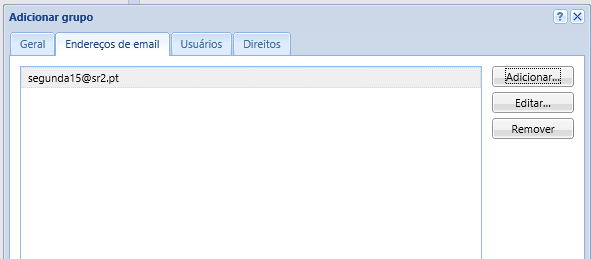 Adicionar grupo
Geral Endereços de email Usuários Direitos
segunda15@sr2.pt
Adicionar...
Editar...
Remover